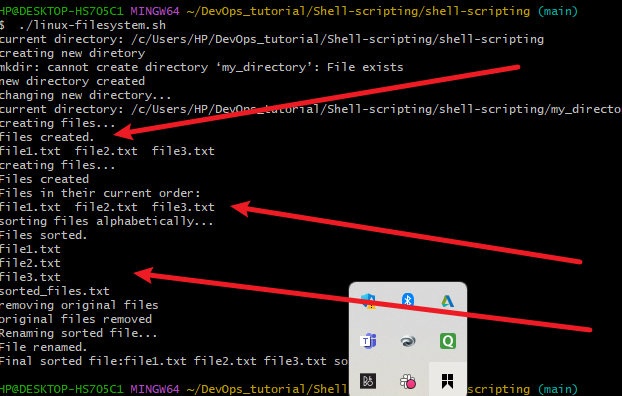 HP@DESKTOP-HS705C1 MINGW64 ~/DevOps_tutorial/Shell-scripting/shell-scripting (main)
$ ./linux-filesystem.sh
current directory: /c/Users/HP/DevOps_tutorial/Shell-scripting/shell-scripting
creating new diretory
mkdir: cannot create directory ‘my_directory’: File exists
new directory created
changing new directory...
current directory: /c/Users/HP/DevOps_tutorial/Shell-scripting/shell-scripting/my_directo
creating files...
Files created.
file1.txt file2.txt file3.txt
creating files...
Files created
Files in their current order:
file1.txt file2.txt file3.txt
sorting files alphabetically...
Files sorted.
file1.txt
file2.txt
file3.txt
sorted_files.txt
removing original files
original files removed
Renaming sorted file...
File renamed.
Final sorted file:file1.txt file2.txt file3.txt so
HP@DESKTOP-HS705C1 MINGW64 ~/DevOps_tutorial/Shell scripting (main)